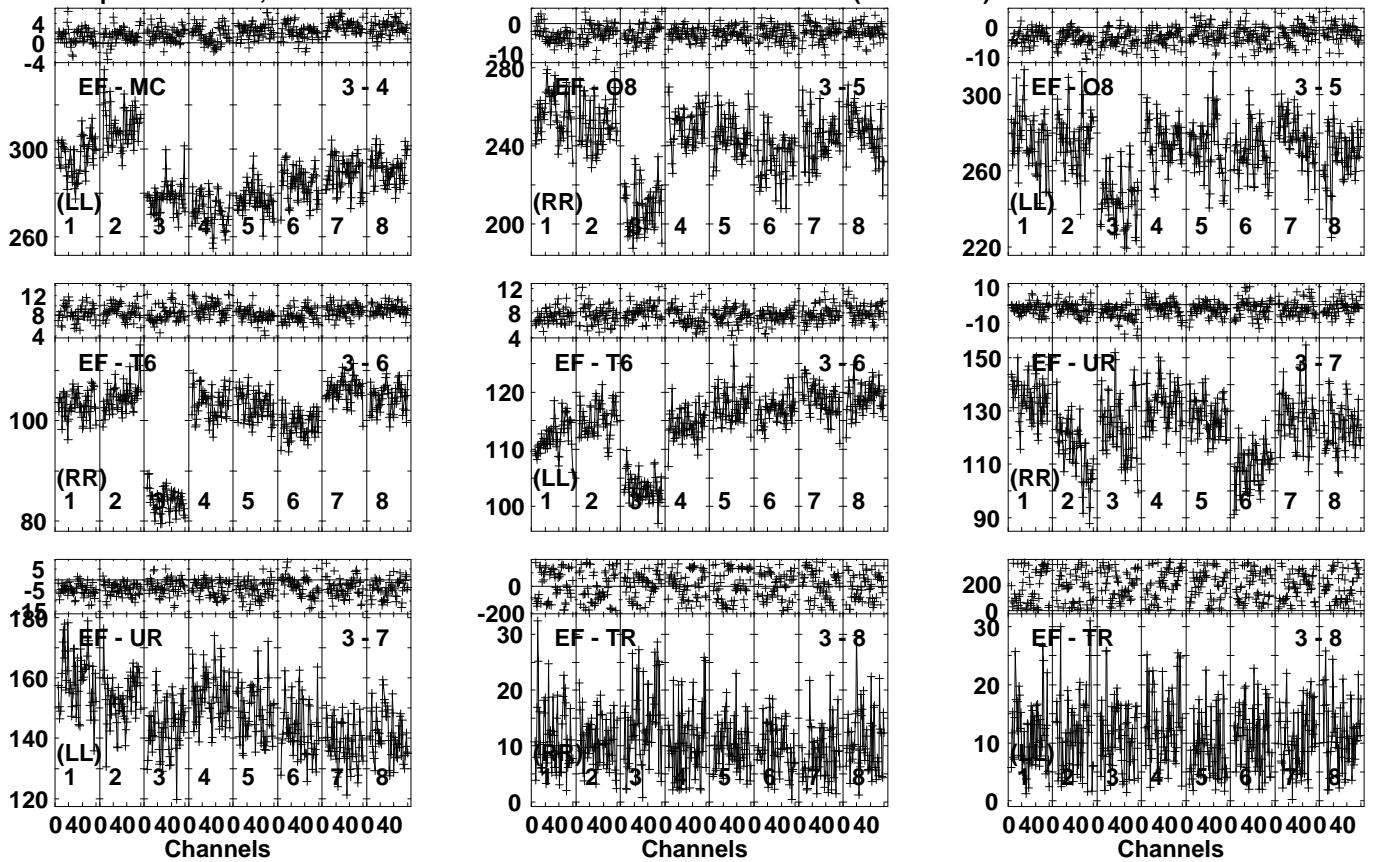 4
0
-4
EF - MC 3 - 4
300
260
(LL)
1 2 3 4 5 6 7 8
0
-10
280
EF - O8 3 - 5
240
200
(RR)
1 2 3 4 5 6 7 8
0
-10
EF - O8 3 - 5
300
260
220
(LL)
1 2 3 4 5 6 7 8
12
8
4
EF - T6 3 - 6
100
80
(RR)
1 2 3 4 5 6 7 8
12
8
4
EF - T6 3 - 6
120
110
100
(LL)
1 2 3 4 5 6 7 8
10
-10
150
EF - UR 3 - 7
130
110
90
(RR)
1 2 3 4 5 6 7 8
5
-5
-15
180
EF - UR 3 - 7
160
140
120
(LL)
1 2 3 4 5 6 7 8
0 40 0 40 0 40 0 40 0 40 0 40 0 40 0 40
Channels
0
-200
30
EF - TR 3 - 8
20
10
0
(RR)
1 2 3 4 5 6 7 8
0 40 0 40 0 40 0 40 0 40 0 40 0 40 0 40
Channels
200
0
30
EF - TR 3 - 8
20
10
0
(LL)
1 2 3 4 5 6 7 8
0 40 0 40 0 40 0 40 0 40 0 40 0 40 0 40
Channels